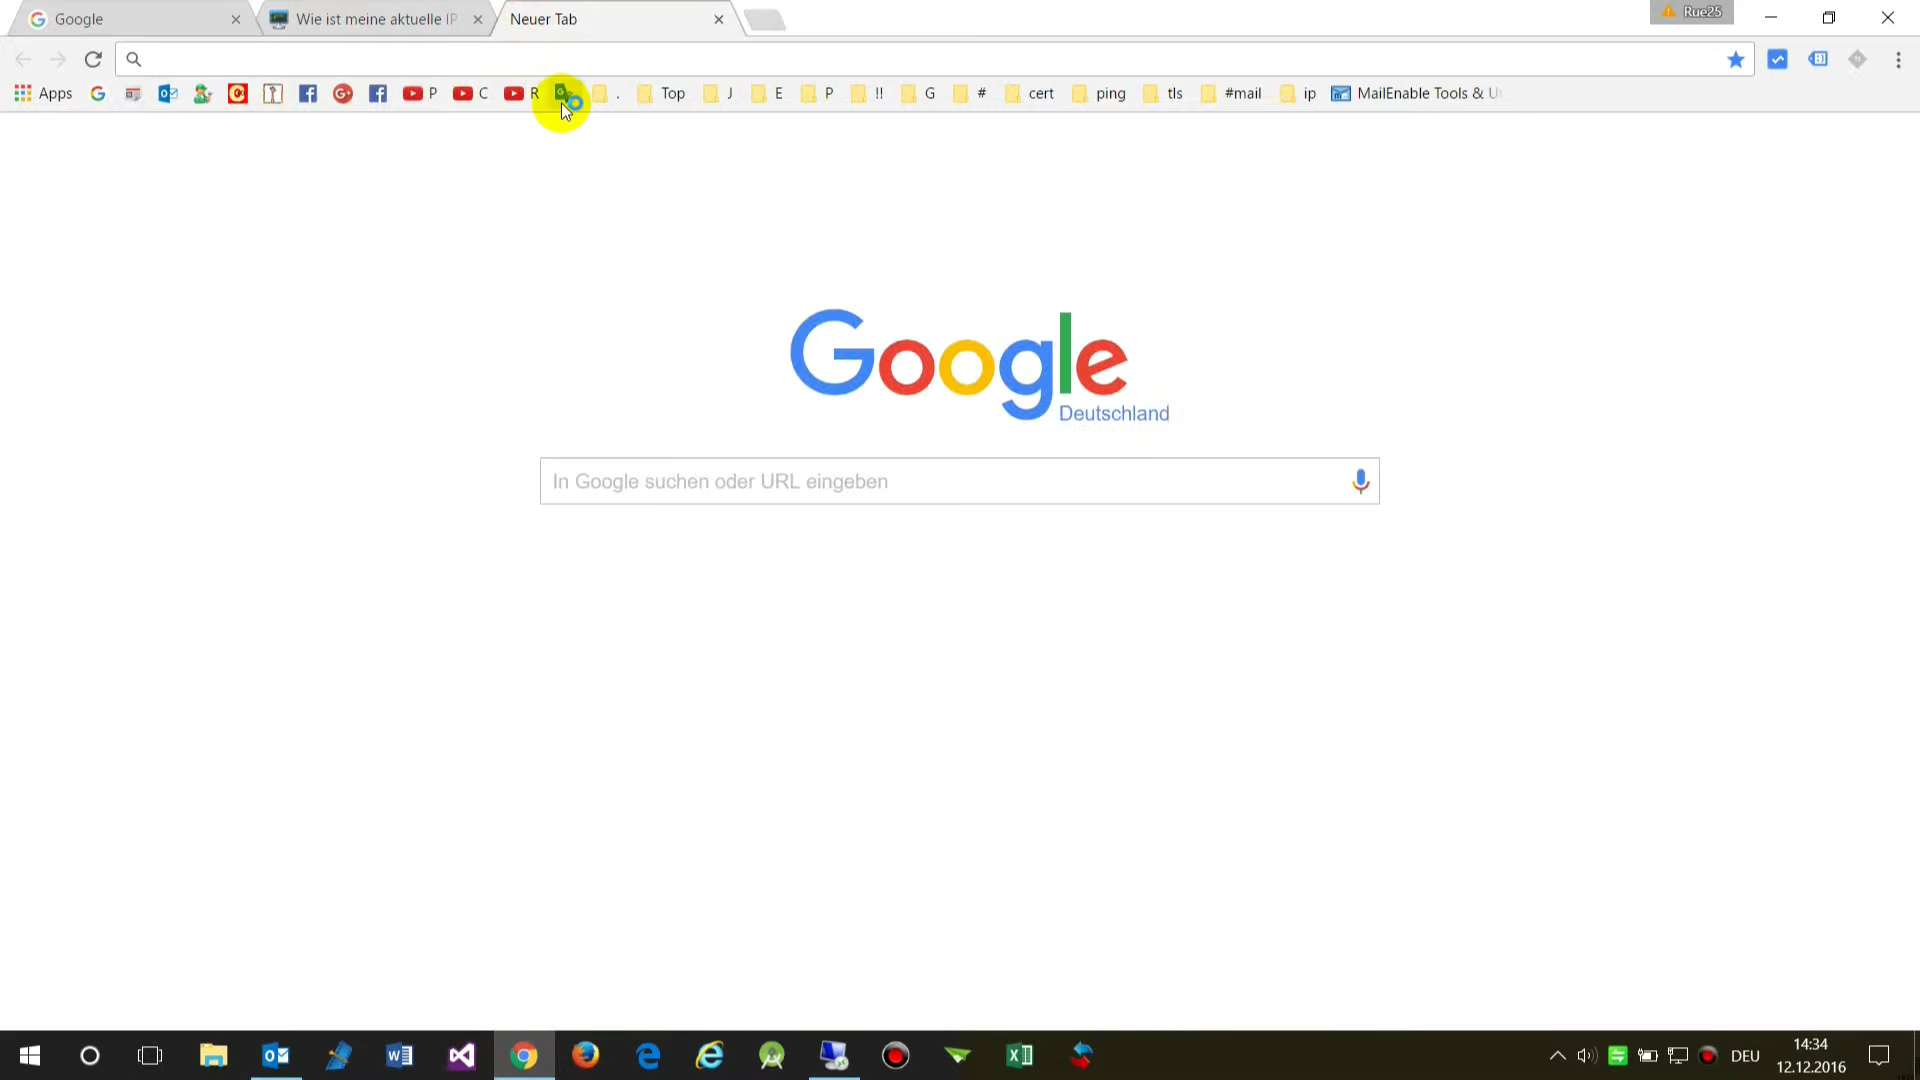 Google
Wie ist meine aktuelle IP
Neuer Tab
Rue25
Apps
P
C
R
.
Top
J
E
P
!!
G
#
cert
ping
tls
#mail
ip
MailEnable Tools &
Google
Deutschland
In Google suchen oder URL eingeben
DEU
14:34
12.12.2016